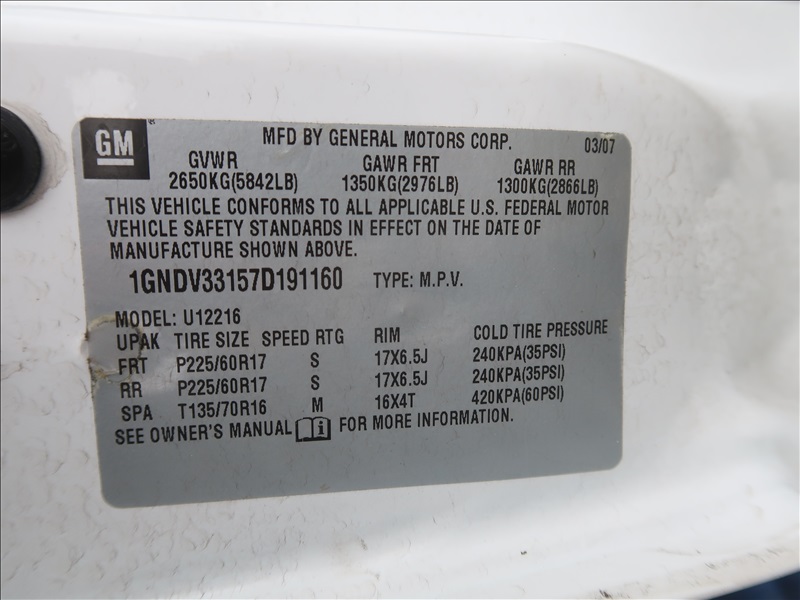 GM MFD BY GENERAL MOTORS CORP. 03/07
GVWR GAWR FRT GAWR RR
2650KG(5842LB) 1350KG(2976LB) 1300KG(2866LB)
THIS VEHICLE CONFORMS TO ALL APPLICABLE U.S. FEDERAL MOTOR
VEHICLE SAFETY STANDARDS IN EFFECT ON THE DATE OF
MANUFACTURE SHOWN ABOVE.
1GNDV33157D191160 TYPE: M.P.V.
MODEL: U12216
UPAK TIRE SIZE SPEED RTG RIM COLD TIRE PRESSURE
FRT P225/60R17 S 17X6.5J 240KPA(35PSI)
RR P225/60R17 S 17X6.5J 240KPA(35PSI)
SPA T135/70R16 M 16X4T 420KPA(60PSI)
SEE OWNER'S MANUAL FOR MORE INFORMATION.